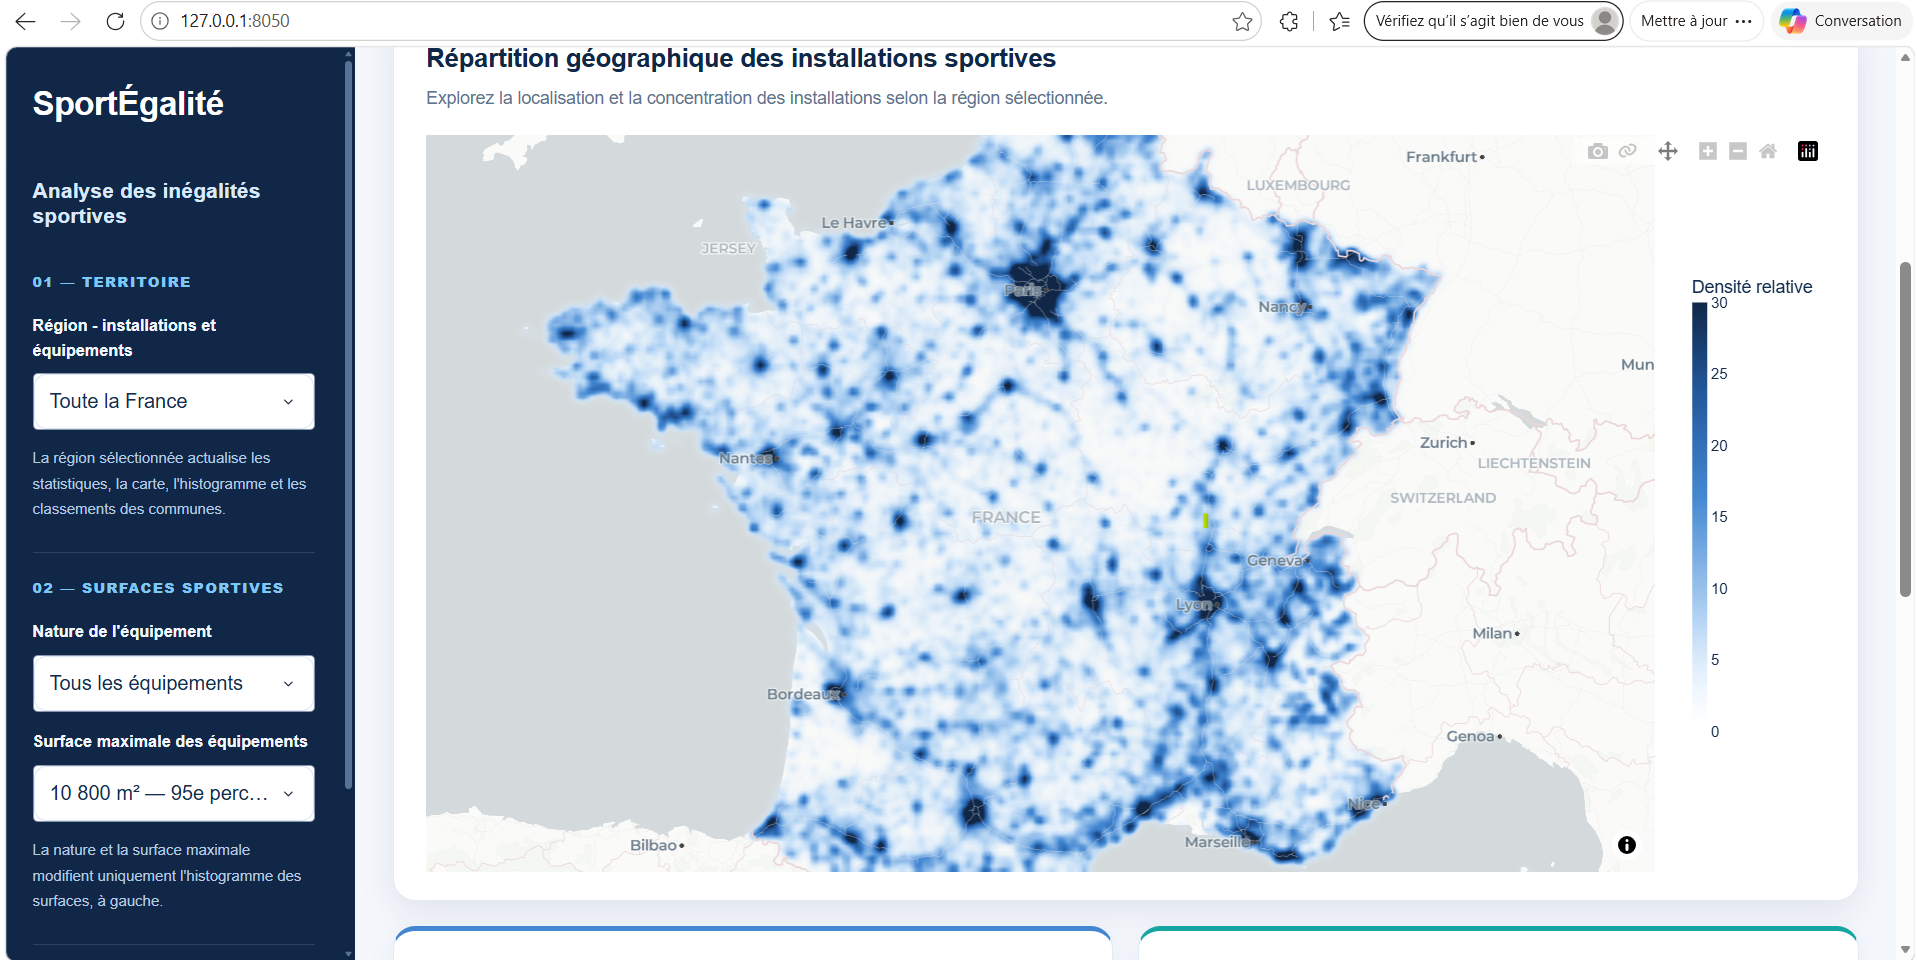 127.0.0.1:8050
Vérifiez qu'il s'agit bien de vous
Mettre à jour
Conversation
SportÉgalité
Analyse des inégalités
sportives
01 — TERRITOIRE
Région - installations et
équipements
Toute la France
La région sélectionnée actualise les
statistiques, la carte, l'histogramme et les
classements des communes.
02 — SURFACES SPORTIVES
Nature de l'équipement
Tous les équipements
Surface maximale des équipements
10 800 m² — 95e perc...
La nature et la surface maximale
modifient uniquement l'histogramme des
surfaces, à gauche.
Répartition géographique des installations sportives
Explorez la localisation et la concentration des installations selon la région sélectionnée.
Frankfurt
LUXEMBOURG
Le Havre
JERSEY
Paris
Nancy
Mun
Zurich
LIECHTENSTEIN
Nantes
SWITZERLAND
FRANCE
Geneva
Lyon
Milan
Bordeaux
Genoa
Nice
Marseille
Bilbao
Densité relative
30
25
20
15
10
5
0